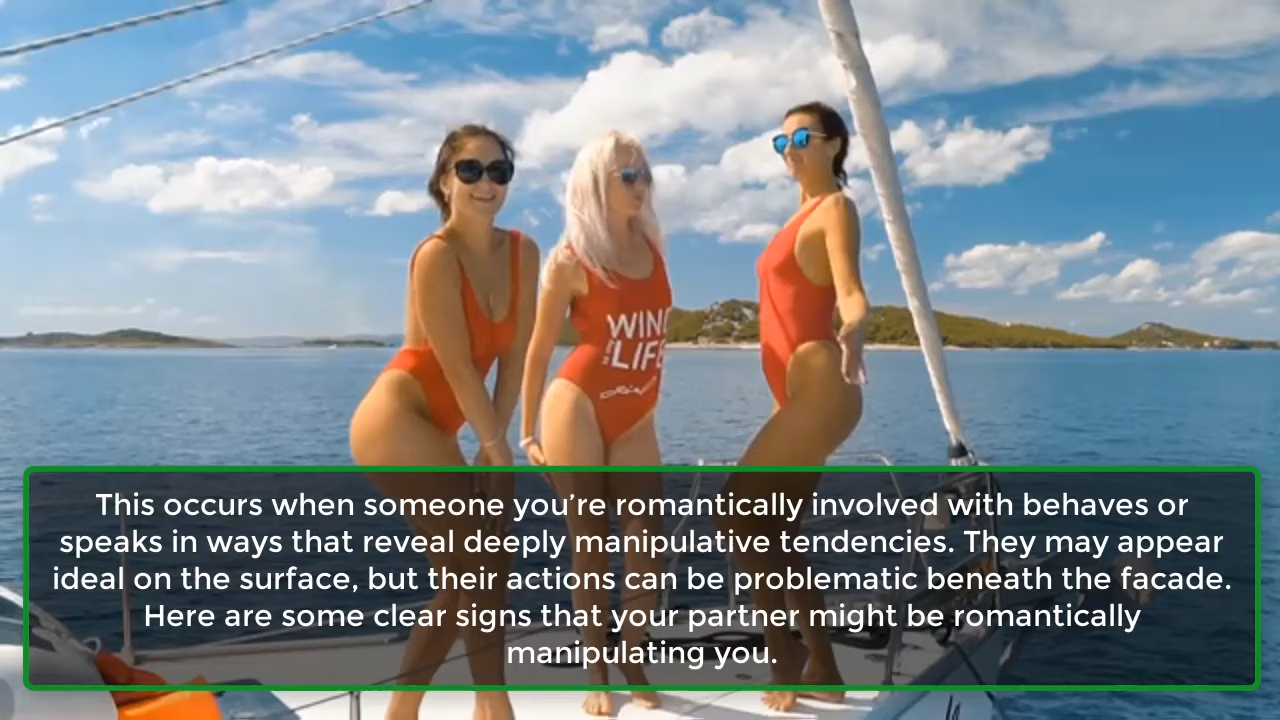 WIND
LIFE
This occurs when someone you’re romantically involved with behaves or
speaks in ways that reveal deeply manipulative tendencies. They may appear
ideal on the surface, but their actions can be problematic beneath the facade.
Here are some clear signs that your partner might be romantically
manipulating you.